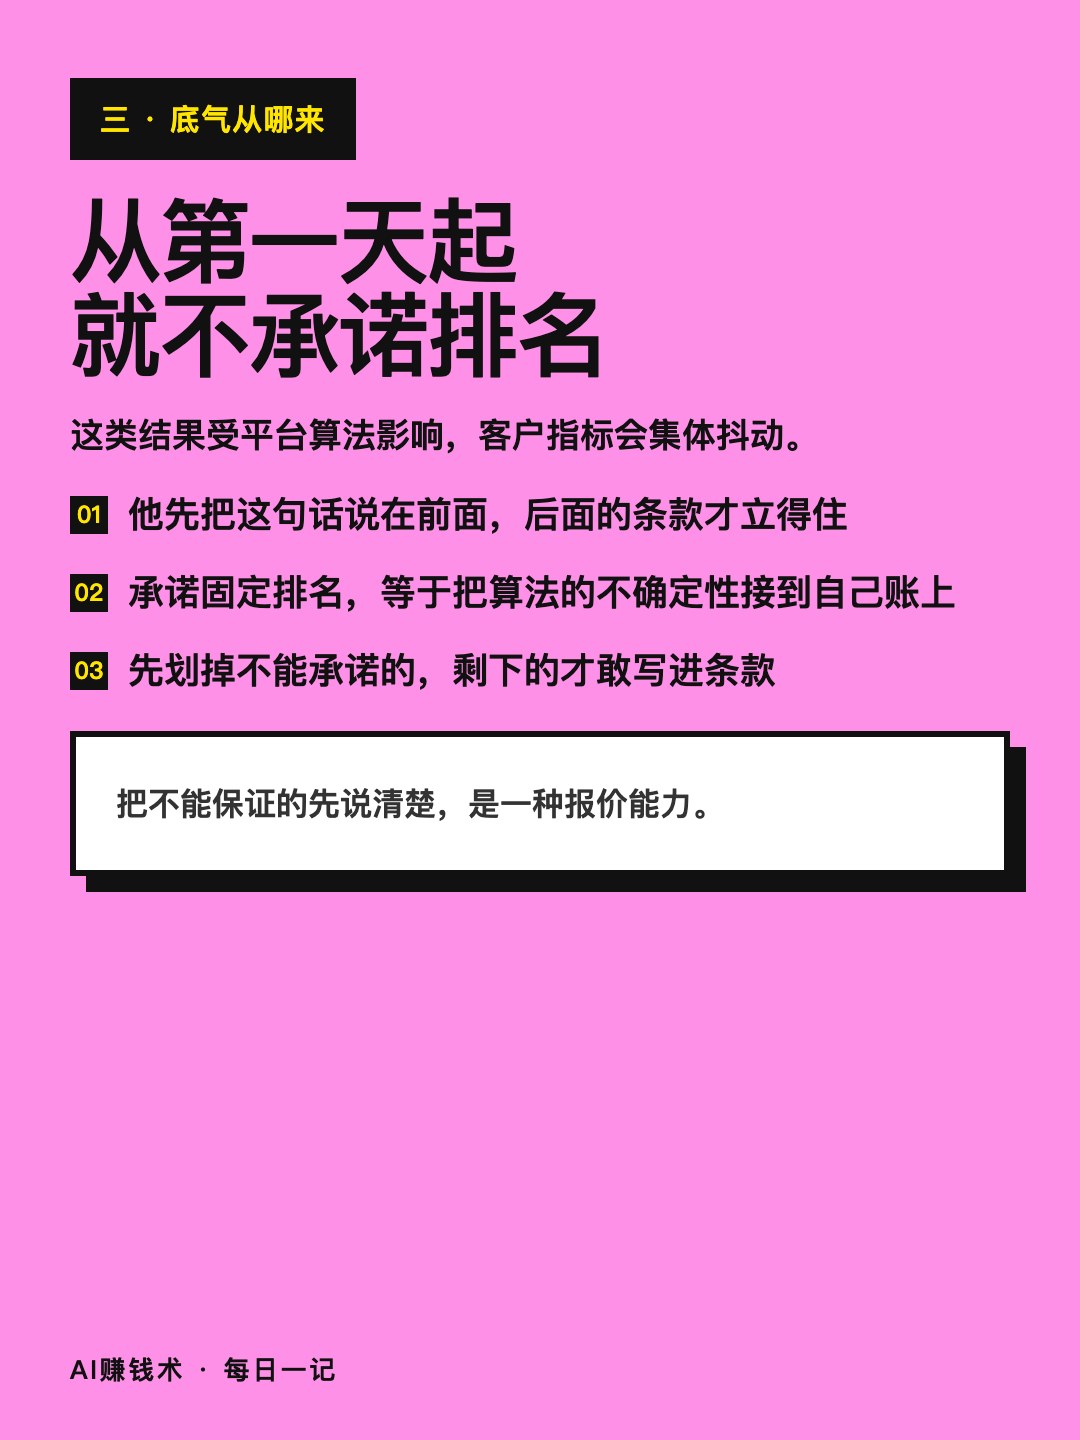 三 · 底气从哪来
从第一天起
就不承诺排名
这类结果受平台算法影响，客户指标会集体抖动。
01 他先把这句话说在前面，后面的条款才立得住
02 承诺固定排名，等于把算法的不确定性接到自己账上
03 先划掉不能承诺的，剩下的才敢写进条款
把不能保证的先说清楚，是一种报价能力。
AI赚钱术 · 每日一记